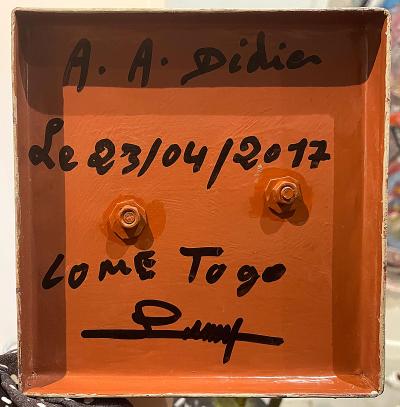 A. A. Didier
Le 23/04/2017
LOME Togo